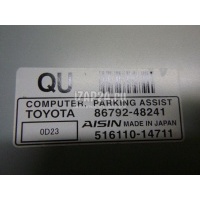 QU
COMPUTER, PARKING ASSIST
TOYOTA 86792-48241
0D23 AISIN MADE IN JAPAN
516110-14711